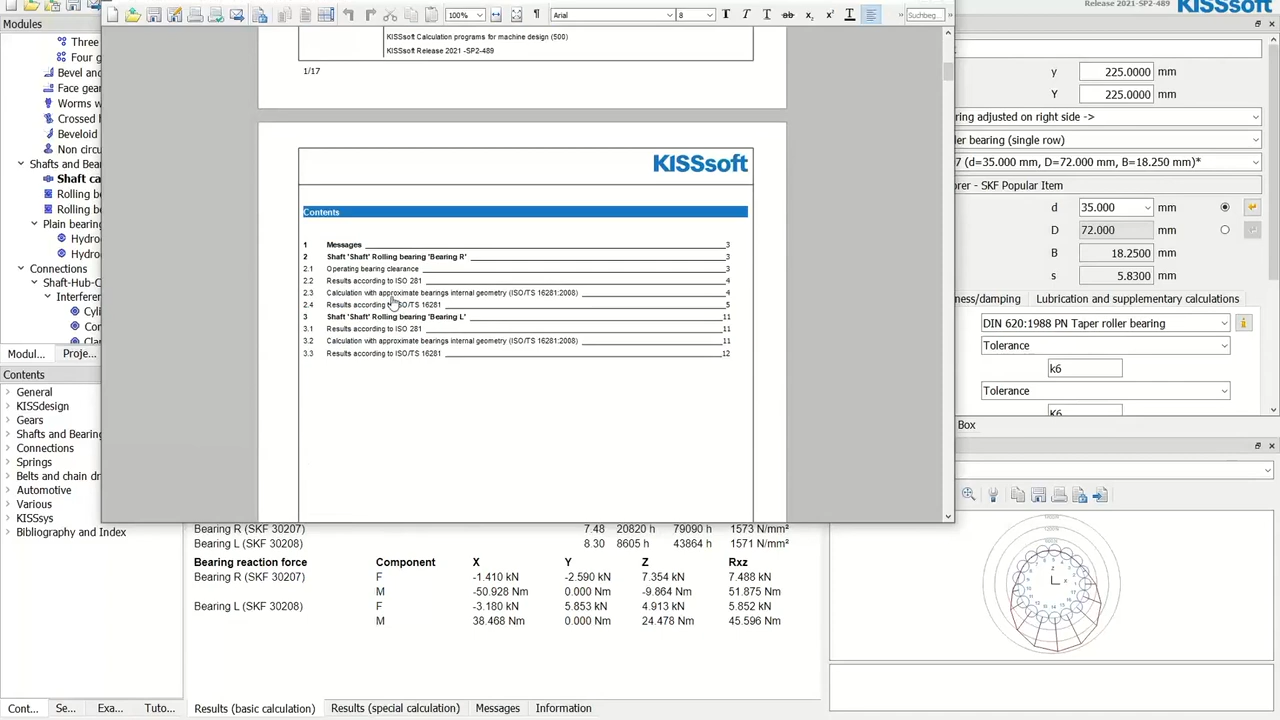 Release 2021-SP2-489
KISSsoft
Modules
Three
Four g
Bevel and
Face gea
Worms w
Crossed h
Beveloid
Non circu
Shafts and Bea
Shaft ca
Rolling be
Rolling be
Plain bearing
Hydro
Hydro
Connections
Shaft-Hub-C
Interferen
Cyli
Con
Modul...
Proje...
Contents
General
KISSdesign
Gears
Shafts and Bearing
Connections
Springs
Belts and chain dr
Automotive
Various
KISSsys
Bibliography and Index
Cont...
Se...
Exa...
Tuto...
100%
Arial
8
Suchbeg
KISSsoft Calculation programs for machine design (500)
KISSsoft Release 2021 -SP2-489
1/17
KISSsoft
Contents
1 Messages 3
2 Shaft 'Shaft' Rolling bearing 'Bearing R' 3
2.1 Operating bearing clearance 3
2.2 Results according to ISO 281 4
2.3 Calculation with approximate bearings internal geometry (ISO/TS 16281:2008) 4
2.4 Results according to ISO/TS 16281 5
3 Shaft 'Shaft' Rolling bearing 'Bearing L' 11
3.1 Results according to ISO 281 11
3.2 Calculation with approximate bearings internal geometry (ISO/TS 16281:2008) 11
3.3 Results according to ISO/TS 16281 12
Bearing R (SKF 30207) 7.48 20820 h 79090 h 1573 N/mm²
Bearing L (SKF 30208) 8.30 8605 h 43864 h 1571 N/mm²
Bearing reaction force Component X Y Z Rxz
Bearing R (SKF 30207) F -1.410 kN -2.590 kN 7.354 kN 7.488 kN
M -50.928 Nm 0.000 Nm -9.864 Nm 51.875 Nm
Bearing L (SKF 30208) F -3.180 kN 5.853 kN 4.913 kN 5.852 kN
M 38.468 Nm 0.000 Nm 24.478 Nm 45.596 Nm
Results (basic calculation)
Results (special calculation)
Messages
Information
y 225.0000 mm
Y 225.0000 mm
ring adjusted on right side ->
ler bearing (single row)
7 (d=35.000 mm, D=72.000 mm, B=18.250 mm)*
orer - SKF Popular Item
d 35.000 mm
D 72.000 mm
B 18.2500 mm
s 5.8300 mm
ness/damping
Lubrication and supplementary calculations
DIN 620:1988 PN Taper roller bearing
Tolerance
k6
Tolerance
K6
Box